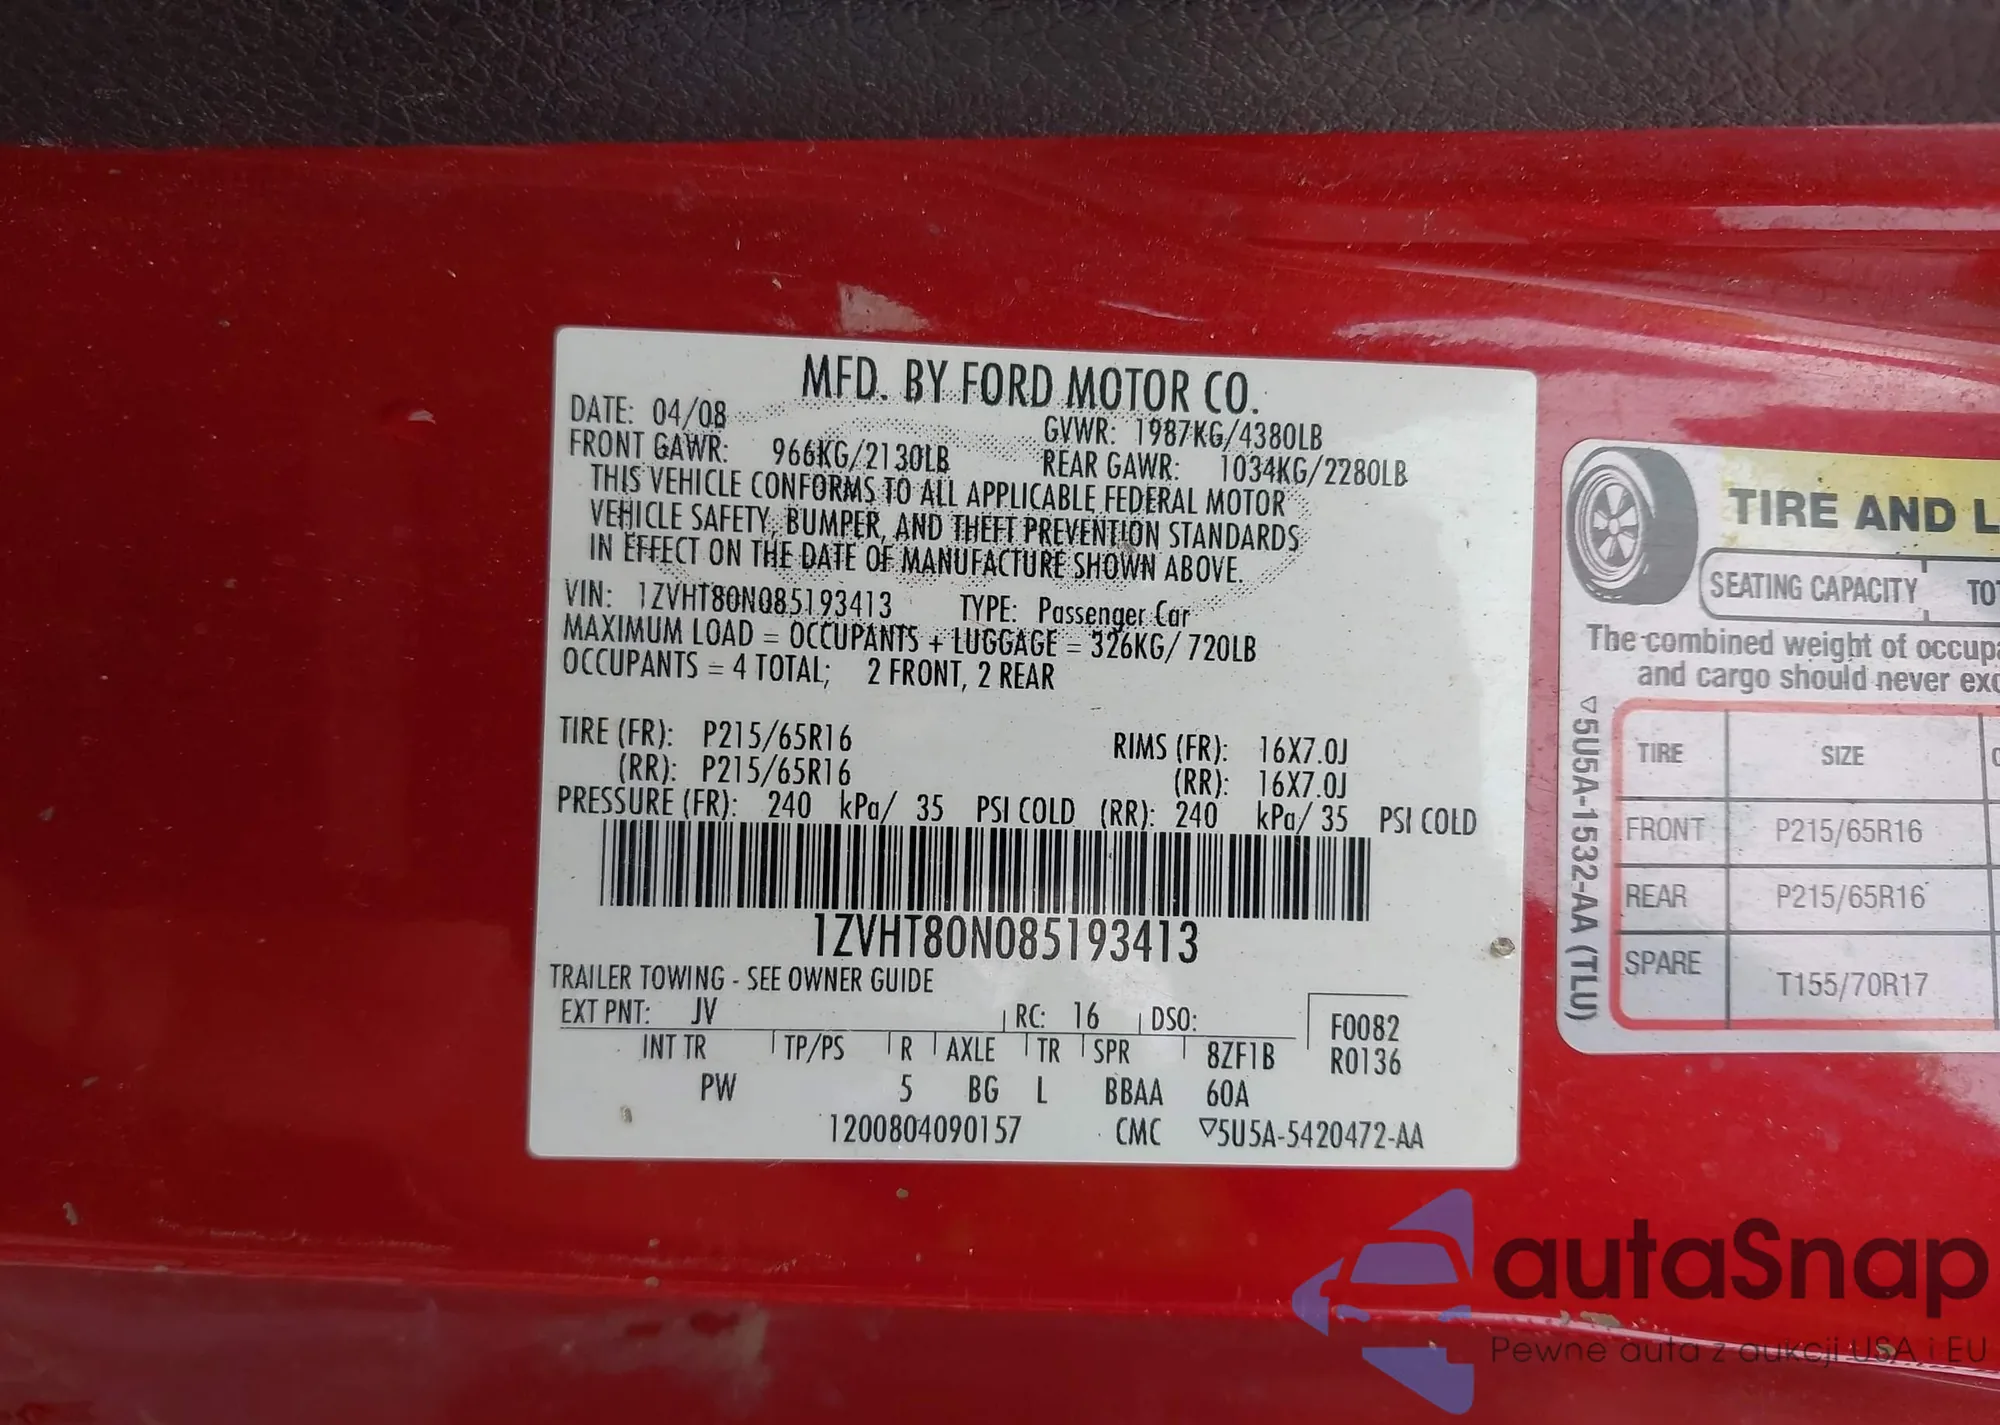 MFD. BY FORD MOTOR CO.
DATE: 04/08 GVWR: 1987KG/4380LB
FRONT GAWR: 966KG/2130LB REAR GAWR: 1034KG/2280LB
THIS VEHICLE CONFORMS TO ALL APPLICABLE FEDERAL MOTOR
VEHICLE SAFETY, BUMPER, AND THEFT PREVENTION STANDARDS
IN EFFECT ON THE DATE OF MANUFACTURE SHOWN ABOVE.
VIN: 1ZVHT80N085193413 TYPE: Passenger Car
MAXIMUM LOAD = OCCUPANTS + LUGGAGE = 326KG/ 720LB
OCCUPANTS = 4 TOTAL; 2 FRONT, 2 REAR
TIRE (FR): P215/65R16 RIMS (FR): 16X7.0J
(RR): P215/65R16 (RR): 16X7.0J
PRESSURE (FR): 240 kPa/ 35 PSI COLD (RR): 240 kPa/ 35 PSI COLD
1ZVHT80N085193413
TRAILER TOWING - SEE OWNER GUIDE
EXT PNT: JV RC: 16 DSO: F0082
INT TR TP/PS R AXLE TR SPR 8ZF1B R0136
PW 5 BG L BBAA 60A
1200804090157 CMC ▽5U5A-5420472-AA
TIRE AND L
SEATING CAPACITY TOT
The combined weight of occupa
and cargo should never exc
▽5U5A-1532-AA (TLU)
TIRE SIZE
FRONT P215/65R16
REAR P215/65R16
SPARE T155/70R17
autaSnap
Pewne auta z aukcji USA i EU